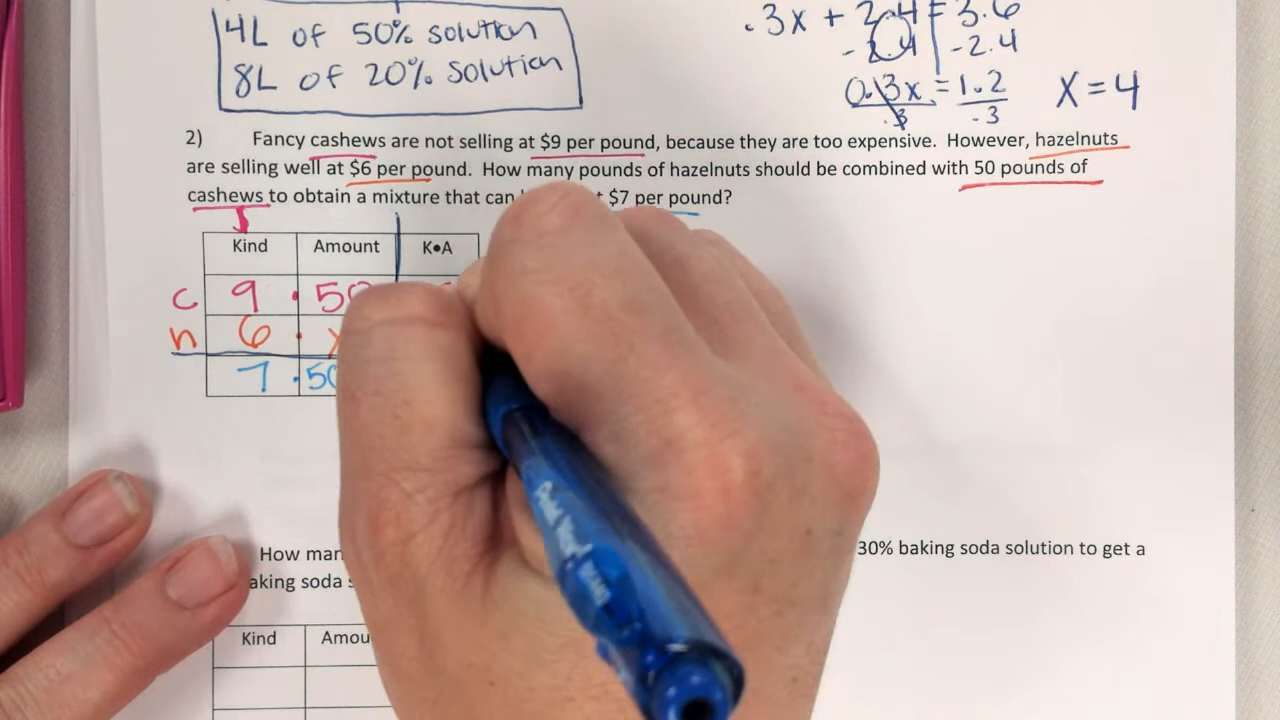 4L of 50% solution
8L of 20% solution
.3x + 2.4 = 3.6
- 2.4 -2.4
0.3x = 1.2
.3 .3
x = 4
2) Fancy cashews are not selling at $9 per pound, because they are too expensive. However, hazelnuts
are selling well at $6 per pound. How many pounds of hazelnuts should be combined with 50 pounds of
cashews to obtain a mixture that can $7 per pound?
Kind Amount K•A
c 9 • 50
h 6 • x
7 • 50
How 30% baking soda solution to get a
soda
Kind